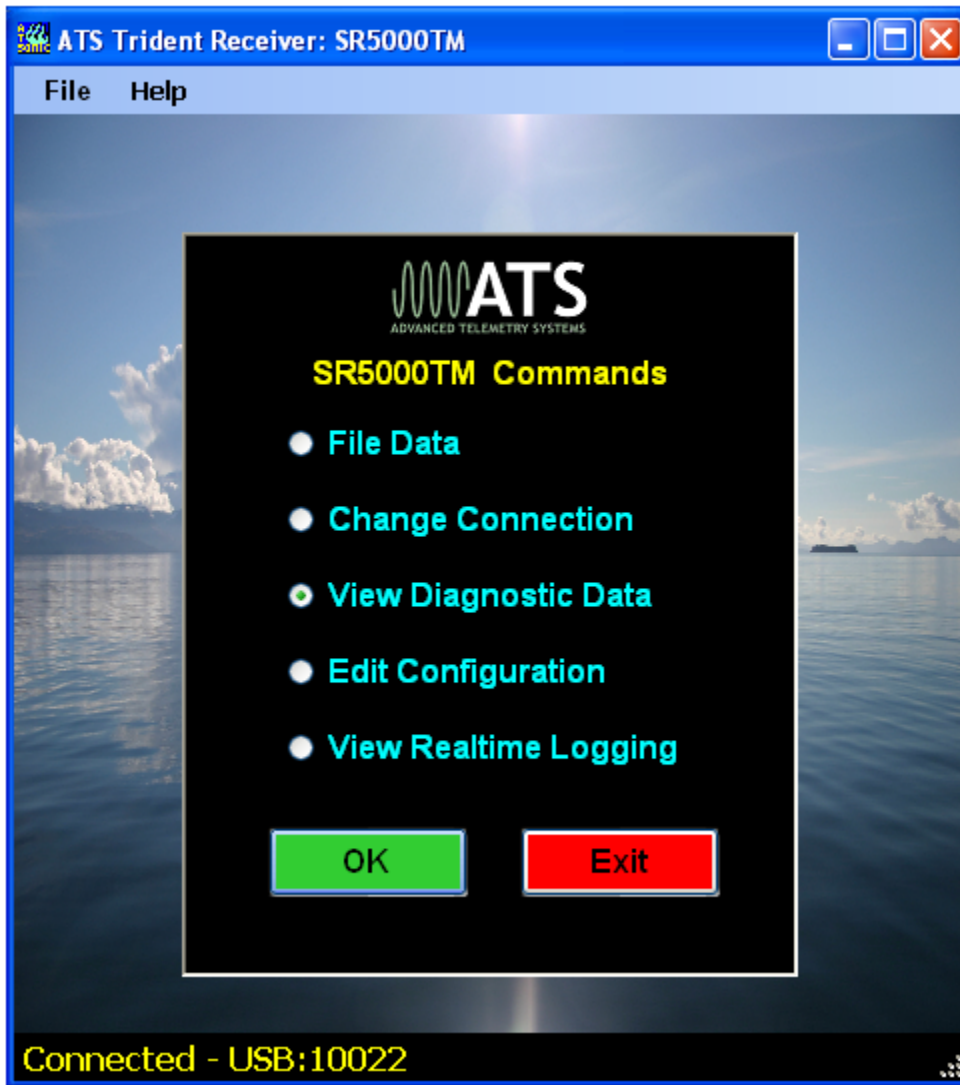 ATS Trident Receiver: SR5000TM
File Help
ATS
ADVANCED TELEMETRY SYSTEMS
SR5000TM Commands
File Data
Change Connection
View Diagnostic Data
Edit Configuration
View Realtime Logging
OK Exit
Connected - USB:10022